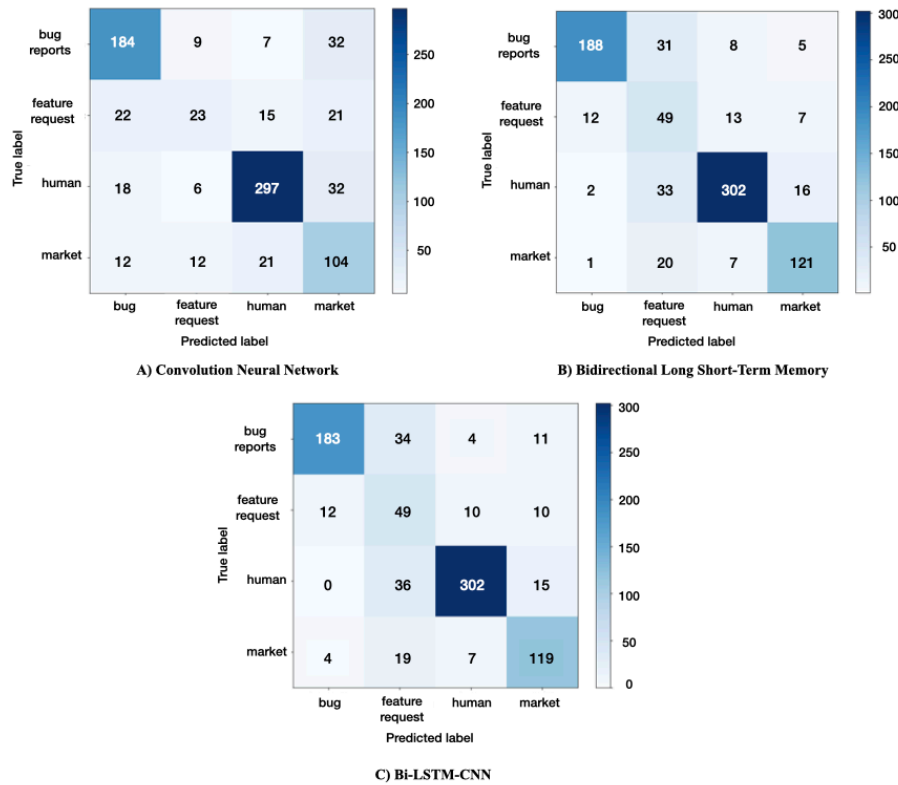 bug
reports
184 9 7 32
feature
request
22 23 15 21
human
18 6 297 32
market
12 12 21 104
bug feature request human market
Predicted label
True label
250
200
150
100
50
A) Convolution Neural Network
bug
reports
188 31 8 5
feature
request
12 49 13 7
human
2 33 302 16
market
1 20 7 121
bug feature request human market
Predicted label
True label
300
250
200
150
100
50
B) Bidirectional Long Short-Term Memory
bug
reports
183 34 4 11
feature
request
12 49 10 10
human
0 36 302 15
market
4 19 7 119
bug feature request human market
Predicted label
True label
300
250
200
150
100
50
0
C) Bi-LSTM-CNN